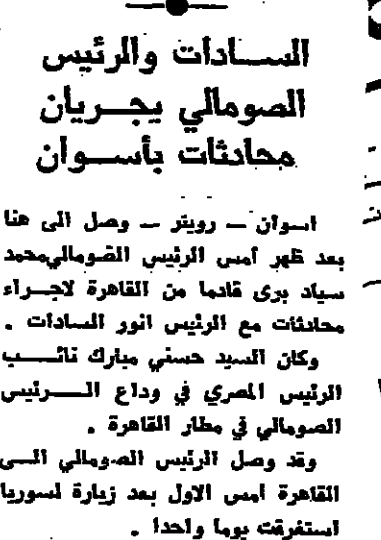 السادات والرئيس
الصومالي يجريان
محادثات بأسوان
اسوان — رويتر — وصل الى هنا
بعد ظهر أمس الرئيس الصومالي محمد
سياد برى قادما من القاهرة لاجراء
محادثات مع الرئيس انور السادات .
وكان السيد حسني مبارك نائب
الرئيس المصري في وداع الرئيس
الصومالي في مطار القاهرة .
وقد وصل الرئيس الصومالي الى
القاهرة امس الاول بعد زيارة لسوريا
استغرقت يوما واحدا .